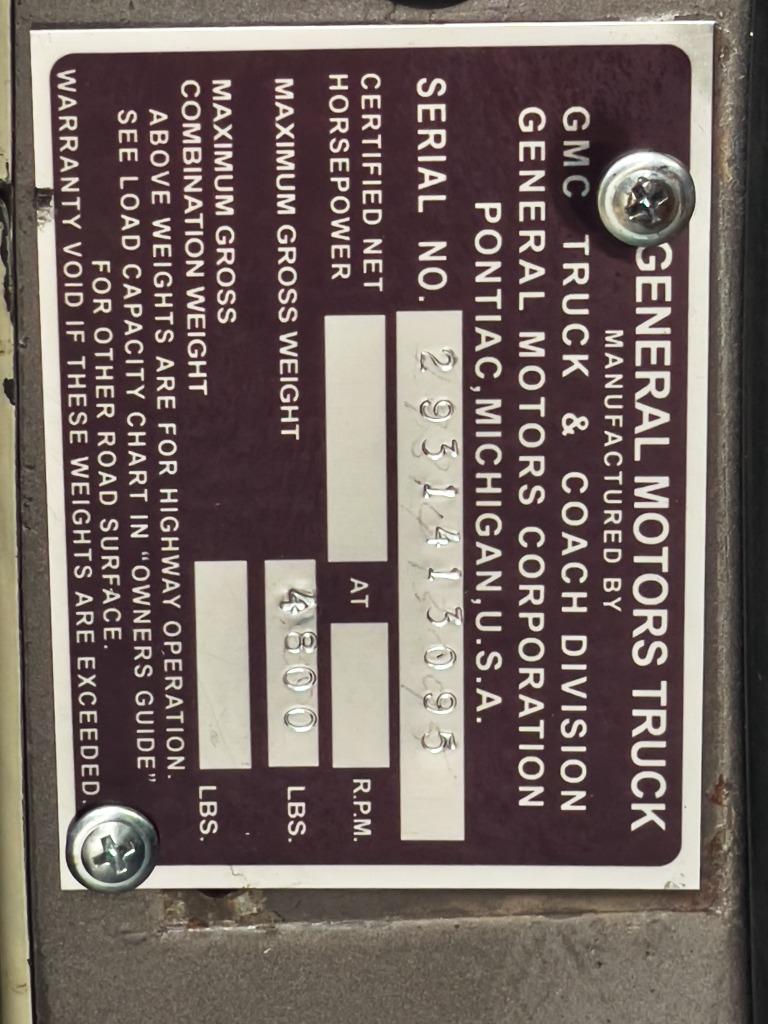 GENERAL MOTORS TRUCK
MANUFACTURED BY
GMC TRUCK & COACH DIVISION
GENERAL MOTORS CORPORATION
PONTIAC, MICHIGAN, U.S.A.
SERIAL NO. 2931413095
CERTIFIED NET
HORSEPOWER AT R.P.M.
MAXIMUM GROSS WEIGHT 4800 LBS.
MAXIMUM GROSS
COMBINATION WEIGHT LBS.
ABOVE WEIGHTS ARE FOR HIGHWAY OPERATION.
SEE LOAD CAPACITY CHART IN "OWNERS GUIDE"
FOR OTHER ROAD SURFACE.
WARRANTY VOID IF THESE WEIGHTS ARE EXCEEDED.